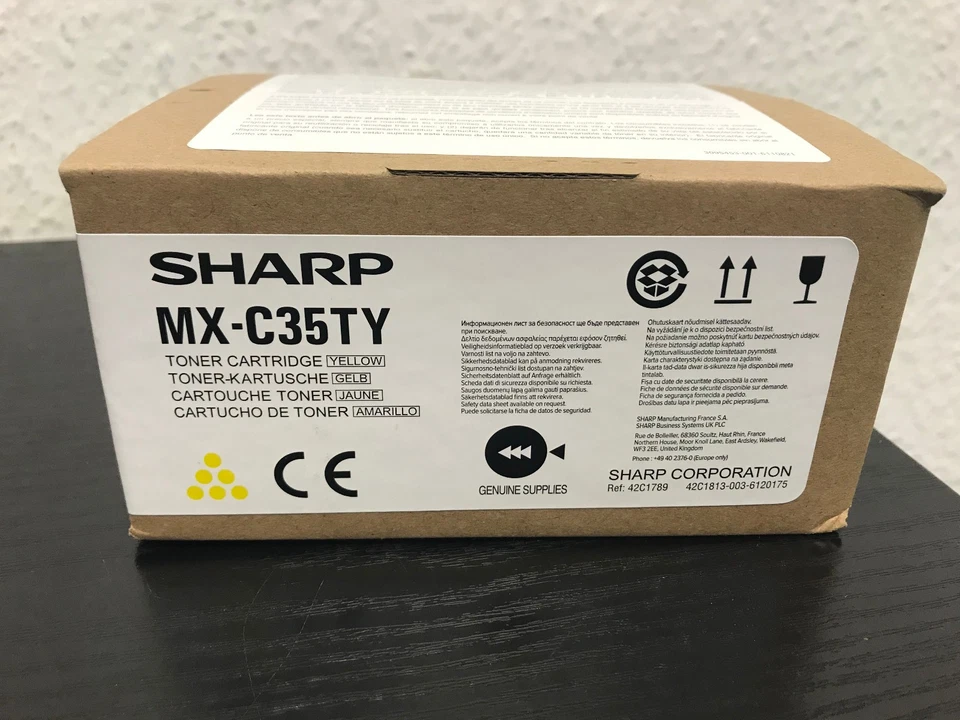 SHARP
MX-C35TY
TONER CARTRIDGE YELLOW
TONER-KARTUSCHE GELB
CARTOUCHE TONER JAUNE
CARTUCHO DE TONER AMARILLO
CE
Информационен лист за безопасност ще бъде представен
при поискване.
Δελτίο δεδομένων ασφαλείας παρέχεται εφόσον ζητηθεί.
Veiligheidsinformatieblad op verzoek verkrijgbaar.
Varnosti list na voljo na zahtevo.
Sikkerhedsdatablad kan på anmodning rekvireres.
Sigurnosno-tehnički list dostupan na zahtjev.
Sicherheitsdatenblatt auf Anfrage erhältlich.
Scheda dati di sicurezza disponibile su richiesta.
Saugos duomenų lapą galima gauti paprašius.
Säkerhetsdatablad finns att rekvirera.
Safety data sheet available on request.
Puede solicitarse la ficha de datos de seguridad.
GENUINE SUPPLIES
Ohutuskaart nõudmisel kättesaadav.
Na vyžádání je k o dispozici bezpečnostní list.
Na požiadanie možno poskytnúť kartu bezpečnostných údajov.
Kérésre biztonsági adatlap kapható.
Käyttöturvallisuustiedote toimitetaan pyynnöstä.
Karta charakterystyki dostępna na żądanie.
Il-karta tad-data dwar is-sikurezza hija disponibbli meta
tintalab.
Fișa cu date de securitate disponibilă la cerere.
Fiche de données de sécurité disponible sur demande.
Ficha de segurança fornecida a pedido.
Drošības datu lapa ir pieejama pēc pieprasījuma.
SHARP Manufacturing France S.A.
SHARP Business Systems UK PLC
Rue de Bollwiller, 68360 Soultz, Haut Rhin, France
Northern House, Moor Knoll Lane, East Ardsley, Wakefield,
WF3 2EE, United Kingdom
Phone : +49 40 2376-0 (Europe only)
SHARP CORPORATION
Ref: 42C1789 42C1813-003-6120175